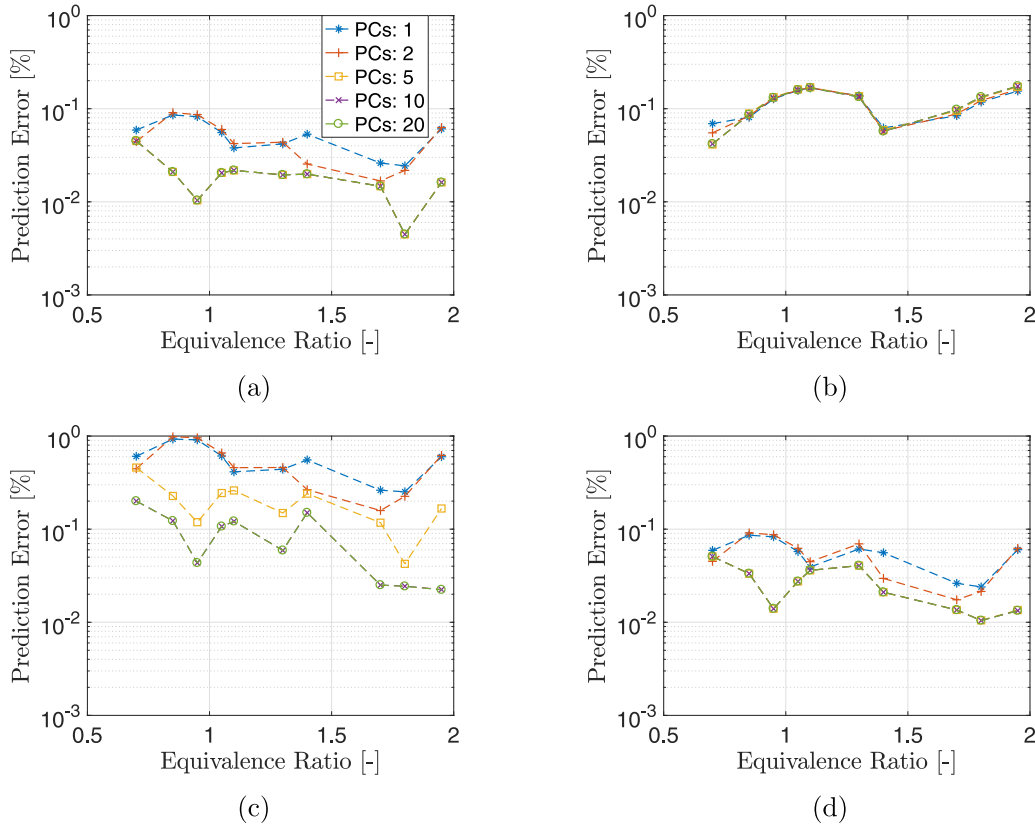 10^0
10^-1
10^-2
10^-3
Prediction Error [%]
PCs: 1
PCs: 2
PCs: 5
PCs: 10
PCs: 20
0.5 1 1.5 2
Equivalence Ratio [-]
(a)
10^0
10^-1
10^-2
10^-3
Prediction Error [%]
0.5 1 1.5 2
Equivalence Ratio [-]
(b)
10^0
10^-1
10^-2
10^-3
Prediction Error [%]
0.5 1 1.5 2
Equivalence Ratio [-]
(c)
10^0
10^-1
10^-2
10^-3
Prediction Error [%]
0.5 1 1.5 2
Equivalence Ratio [-]
(d)